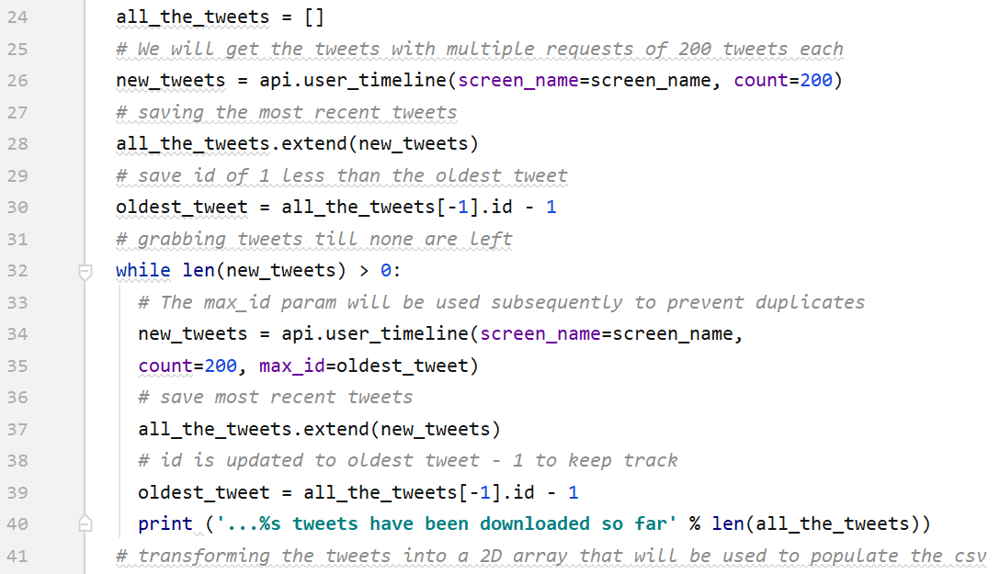 24 all_the_tweets = []
25 # We will get the tweets with multiple requests of 200 tweets each
26 new_tweets = api.user_timeline(screen_name=screen_name, count=200)
27 # saving the most recent tweets
28 all_the_tweets.extend(new_tweets)
29 # save id of 1 less than the oldest tweet
30 oldest_tweet = all_the_tweets[-1].id - 1
31 # grabbing tweets till none are left
32 while len(new_tweets) > 0:
33 # The max_id param will be used subsequently to prevent duplicates
34 new_tweets = api.user_timeline(screen_name=screen_name,
35 count=200, max_id=oldest_tweet)
36 # save most recent tweets
37 all_the_tweets.extend(new_tweets)
38 # id is updated to oldest tweet - 1 to keep track
39 oldest_tweet = all_the_tweets[-1].id - 1
40 print ('...%s tweets have been downloaded so far' % len(all_the_tweets))
41 # transforming the tweets into a 2D array that will be used to populate the csv